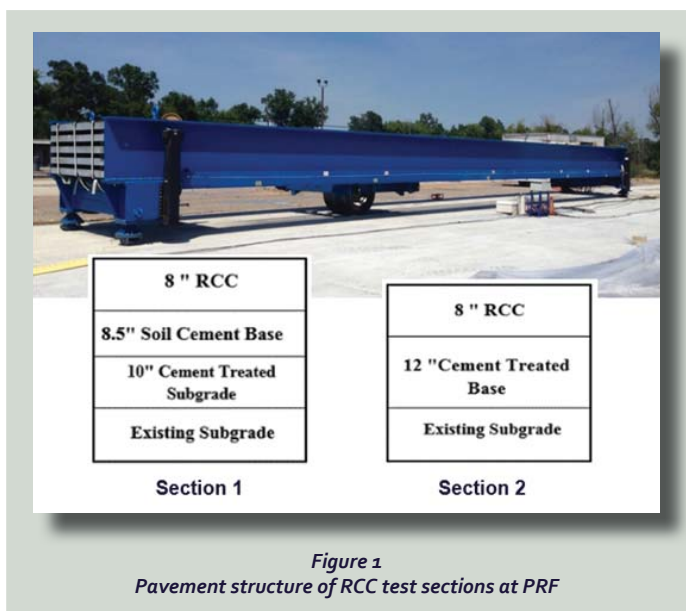 8 " RCC
8.5" Soil Cement Base
10" Cement Treated
Subgrade
Existing Subgrade
Section 1
8 " RCC
12 "Cement Treated
Base
Existing Subgrade
Section 2
Figure 1
Pavement structure of RCC test sections at PRF